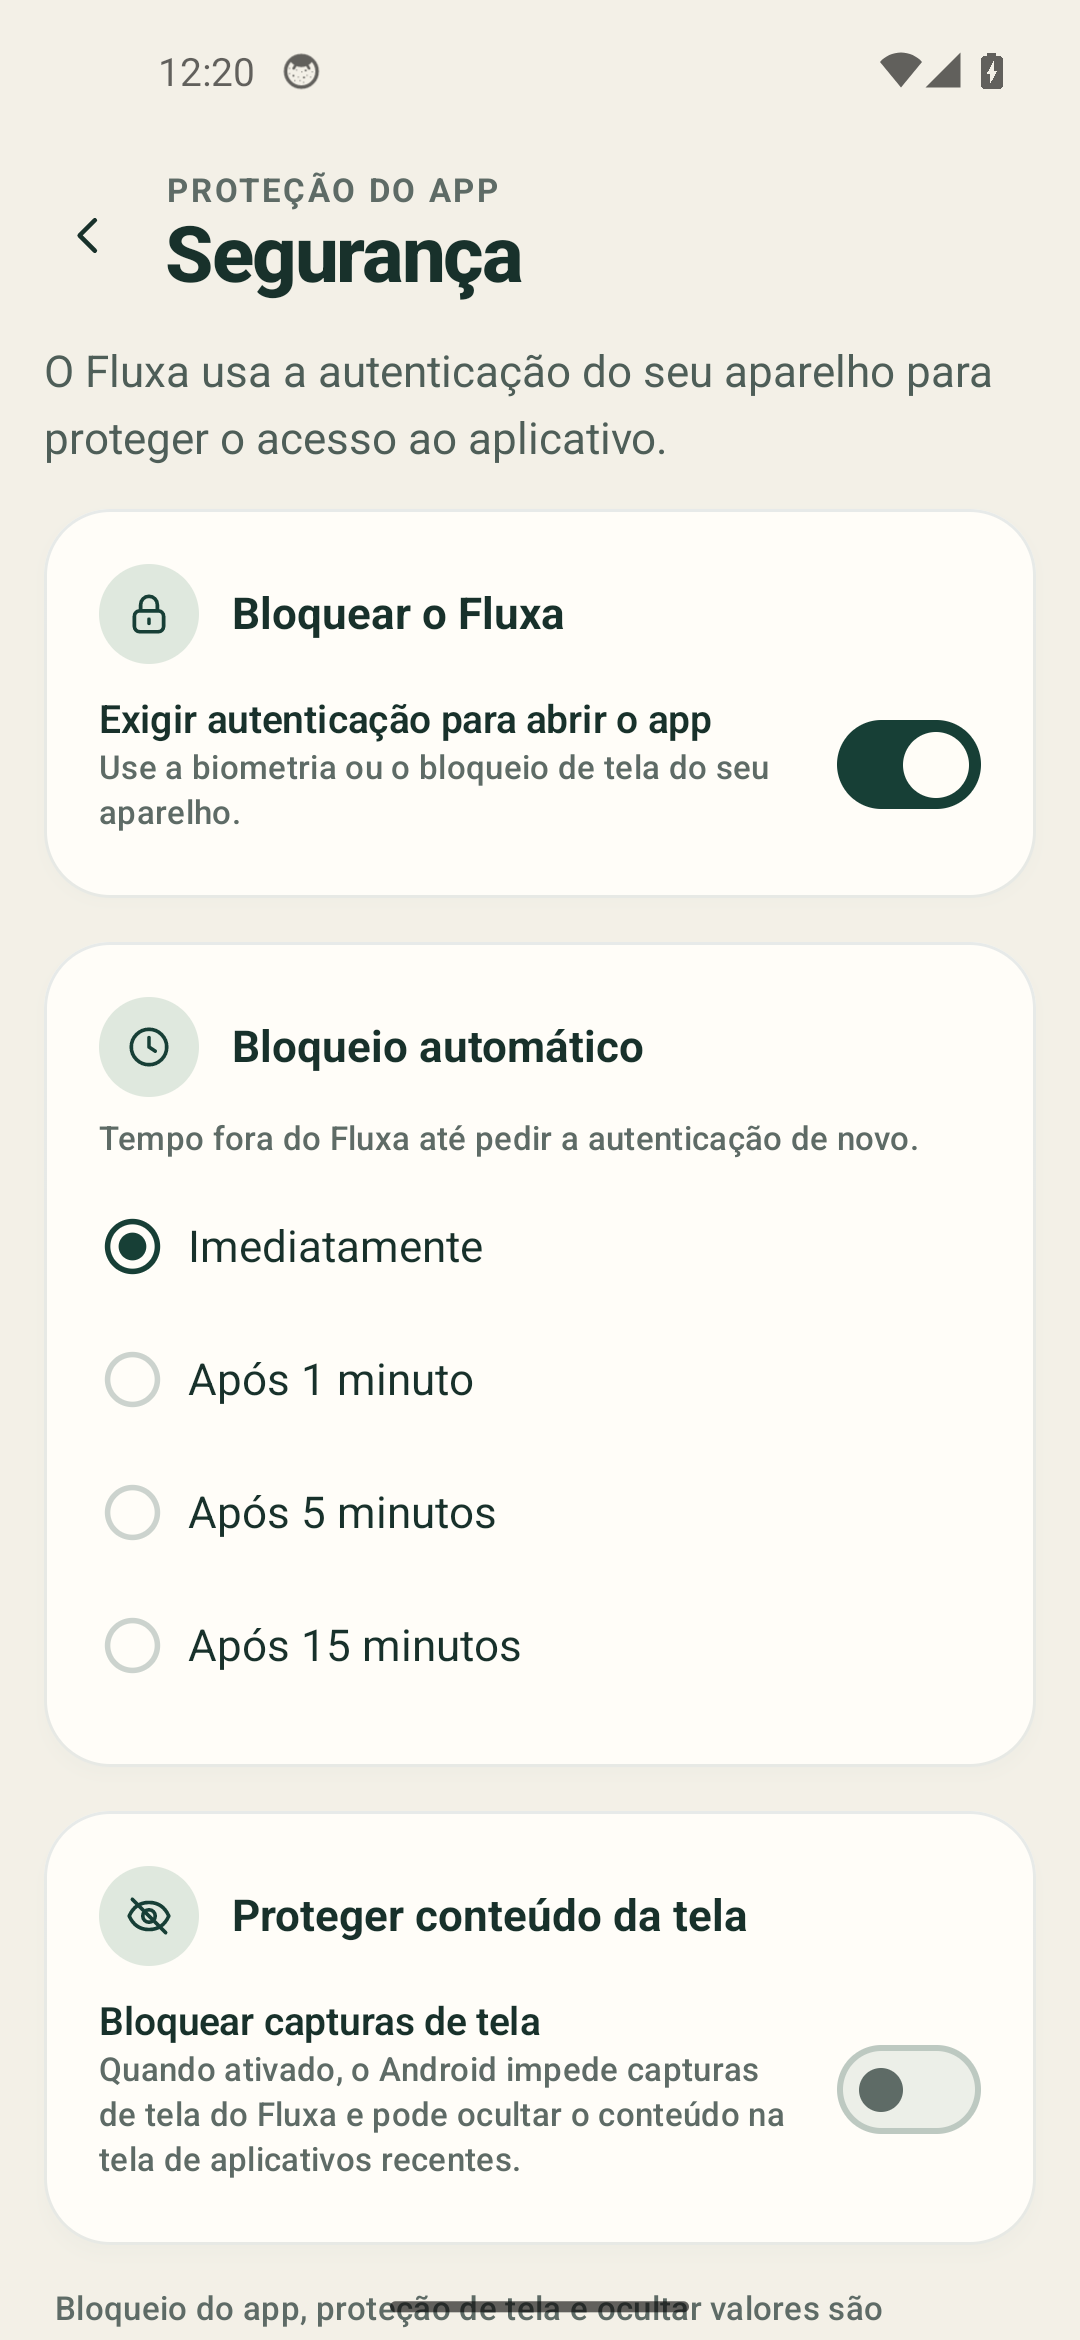 12:20
PROTEÇÃO DO APP
Segurança
O Fluxa usa a autenticação do seu aparelho para
proteger o acesso ao aplicativo.
Bloquear o Fluxa
Exigir autenticação para abrir o app
Use a biometria ou o bloqueio de tela do seu
aparelho.
Bloqueio automático
Tempo fora do Fluxa até pedir a autenticação de novo.
Imediatamente
Após 1 minuto
Após 5 minutos
Após 15 minutos
Proteger conteúdo da tela
Bloquear capturas de tela
Quando ativado, o Android impede capturas
de tela do Fluxa e pode ocultar o conteúdo na
tela de aplicativos recentes.
Bloqueio do app, proteção de tela e ocultar valores são